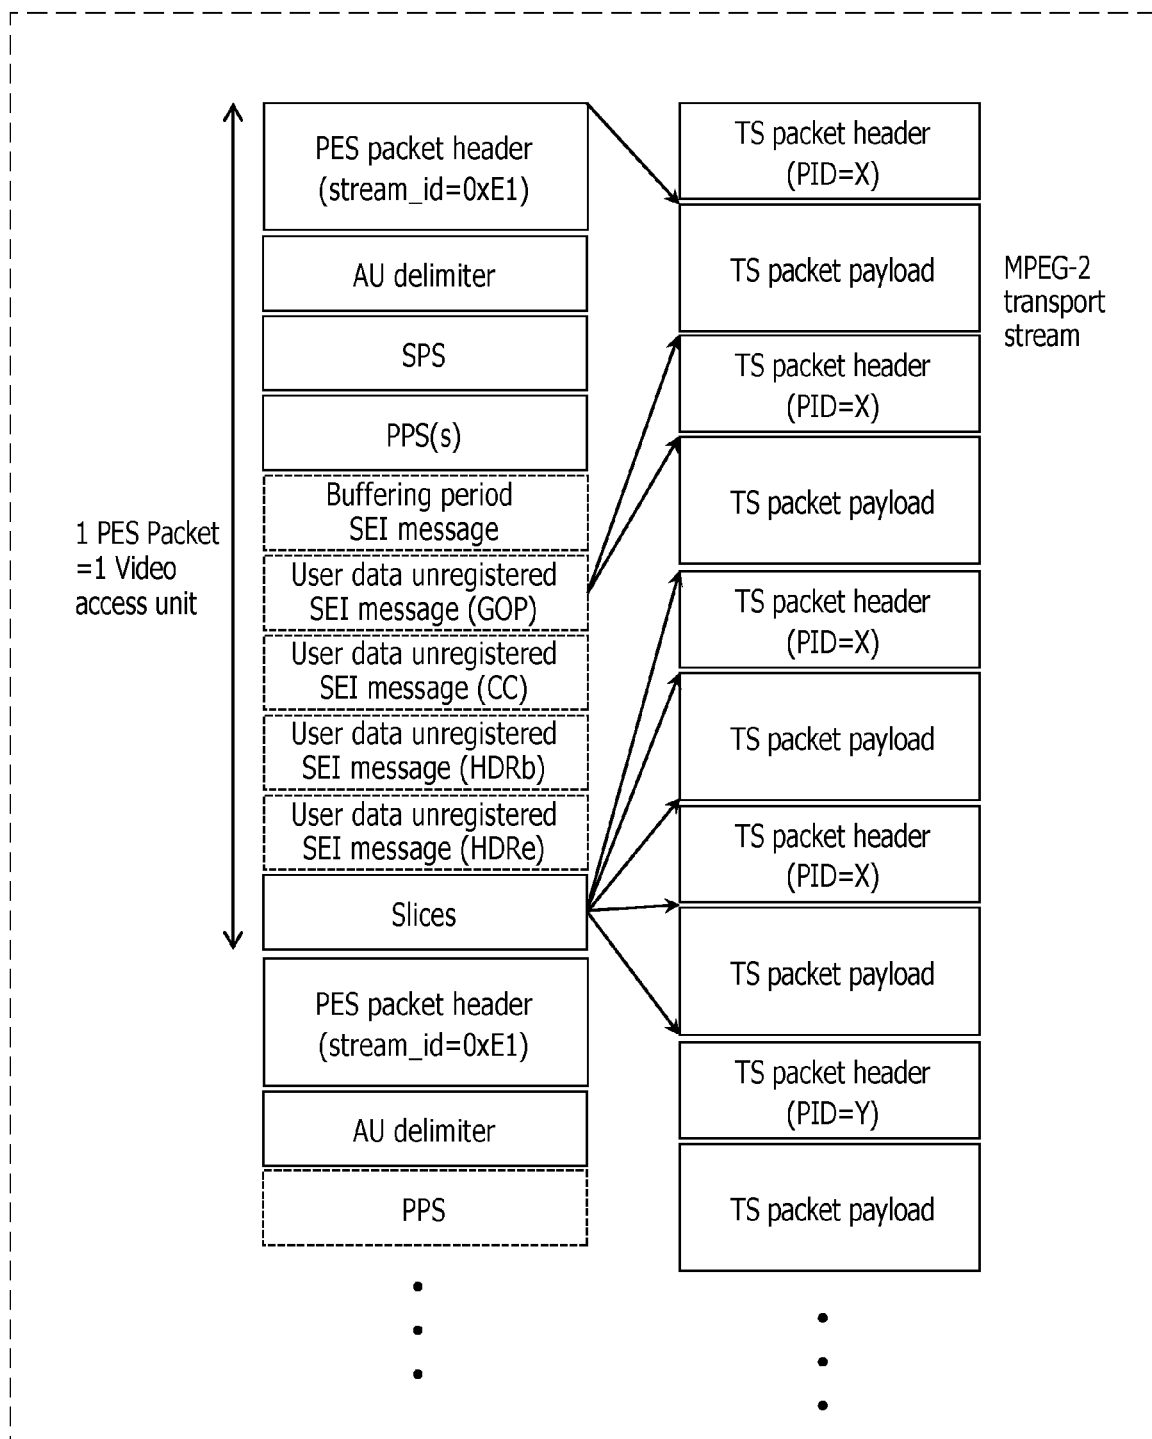 1 PES Packet
=1 Video
access unit
PES packet header
(stream_id=0xE1)
AU delimiter
SPS
PPS(s)
Buffering period
SEI message
User data unregistered
SEI message (GOP)
User data unregistered
SEI message (CC)
User data unregistered
SEI message (HDRb)
User data unregistered
SEI message (HDRe)
Slices
PES packet header
(stream_id=0xE1)
AU delimiter
PPS
TS packet header
(PID=X)
TS packet payload
TS packet header
(PID=X)
TS packet payload
TS packet header
(PID=X)
TS packet payload
TS packet header
(PID=X)
TS packet payload
TS packet header
(PID=Y)
TS packet payload
MPEG-2
transport
stream